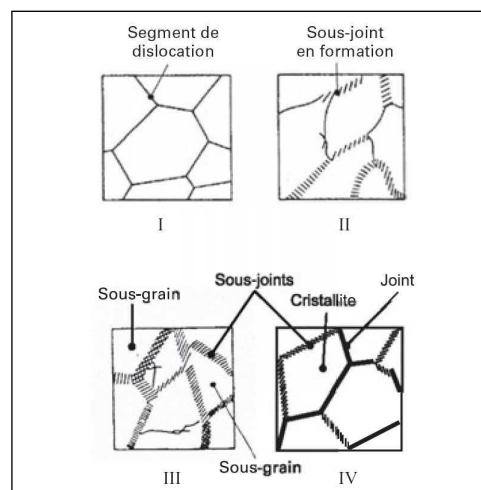 Segment de
dislocation
Sous-joint
en formation
I
II
Sous-grain
Sous-joints
Cristallite
Joint
III
Sous-grain
IV